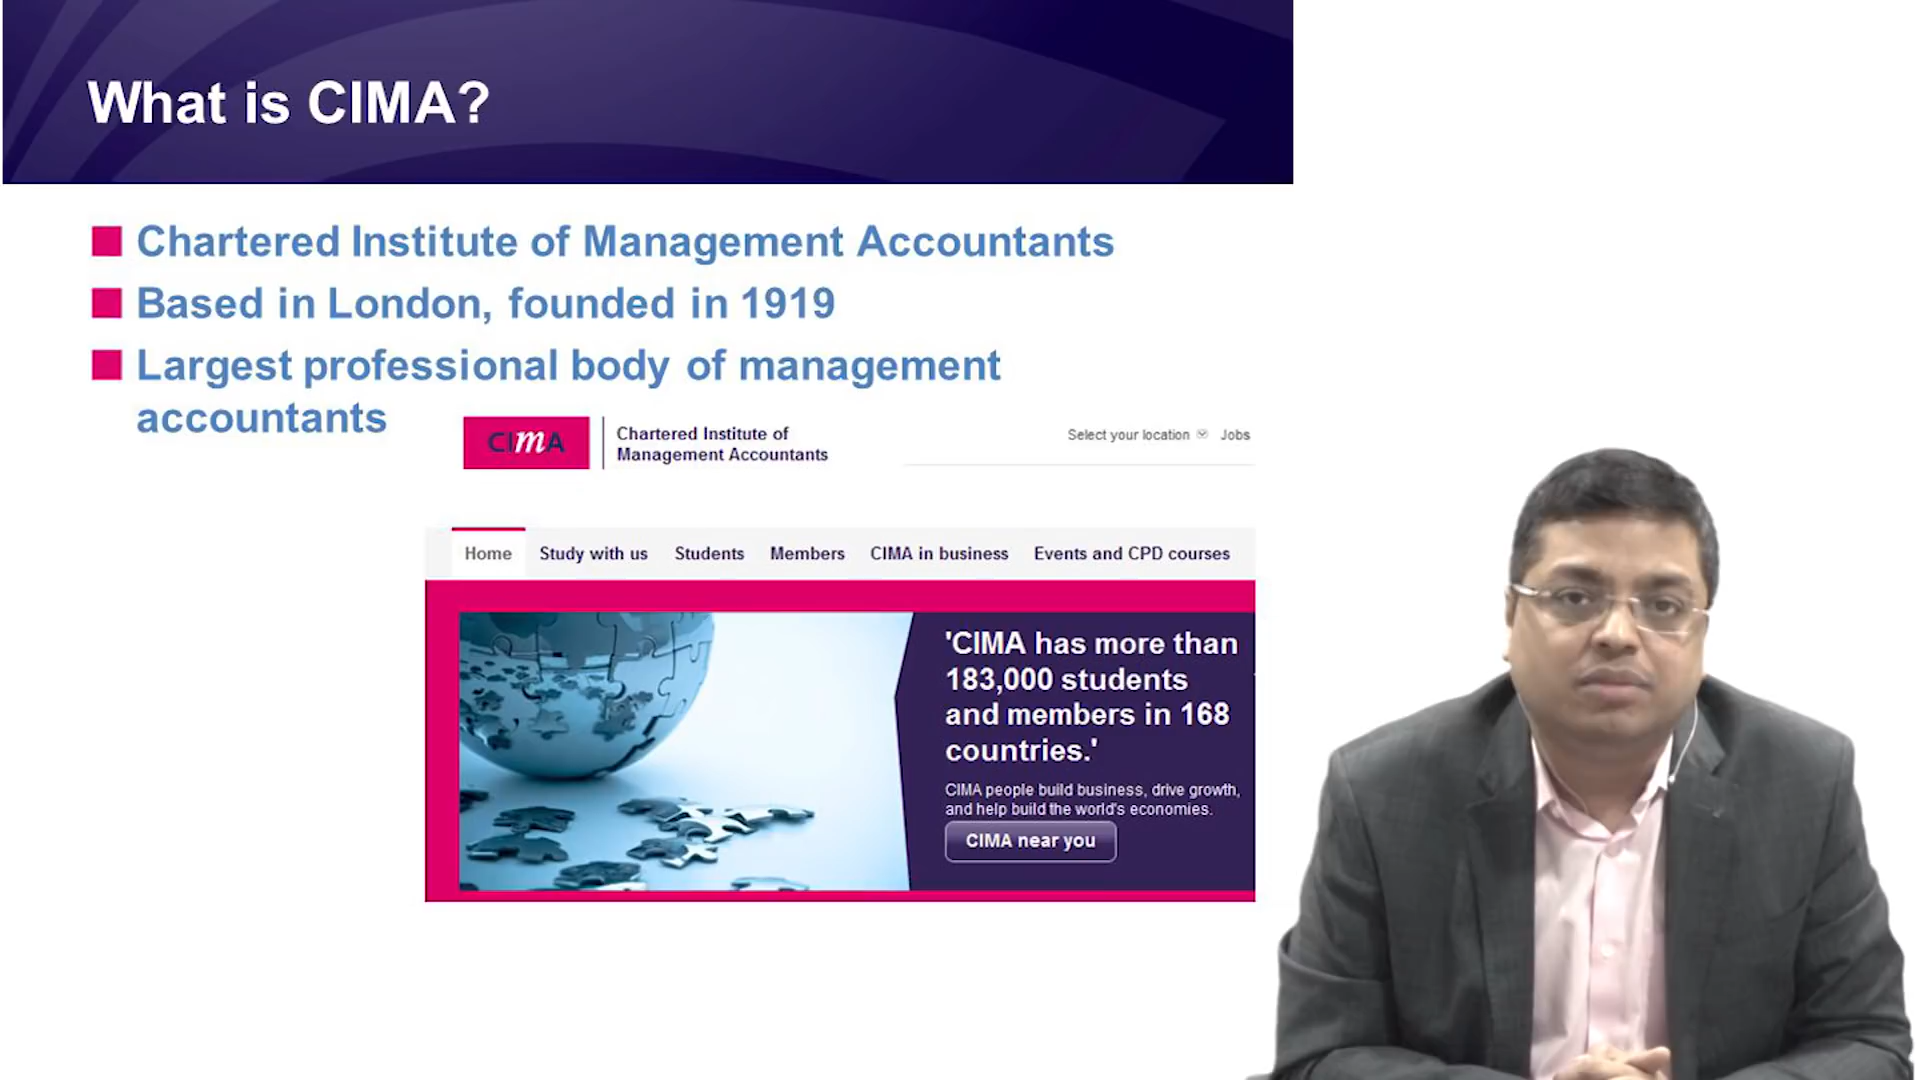 What is CIMA?
Chartered Institute of Management Accountants
Based in London, founded in 1919
Largest professional body of management
accountants
CIMA
Chartered Institute of
Management Accountants
Select your location Jobs
Home Study with us Students Members CIMA in business Events and CPD courses
'CIMA has more than
183,000 students
and members in 168
countries.'
CIMA people build business, drive growth,
and help build the world's economies.
CIMA near you